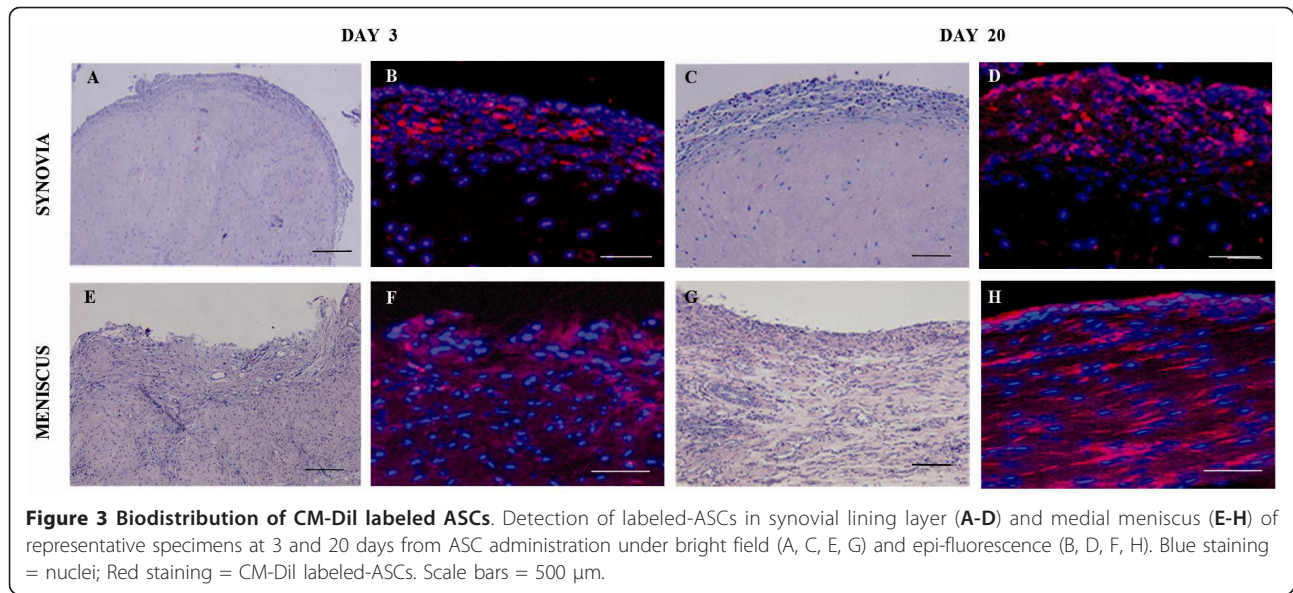 DAY 3
DAY 20
SYNOVIA
A
B
C
D
MENISCUS
E
F
G
H
Figure 3 Biodistribution of CM-DiI labeled ASCs. Detection of labeled-ASCs in synovial lining layer (A-D) and medial meniscus (E-H) of
representative specimens at 3 and 20 days from ASC administration under bright field (A, C, E, G) and epi-fluorescence (B, D, F, H). Blue staining
= nuclei; Red staining = CM-DiI labeled-ASCs. Scale bars = 500 μm.